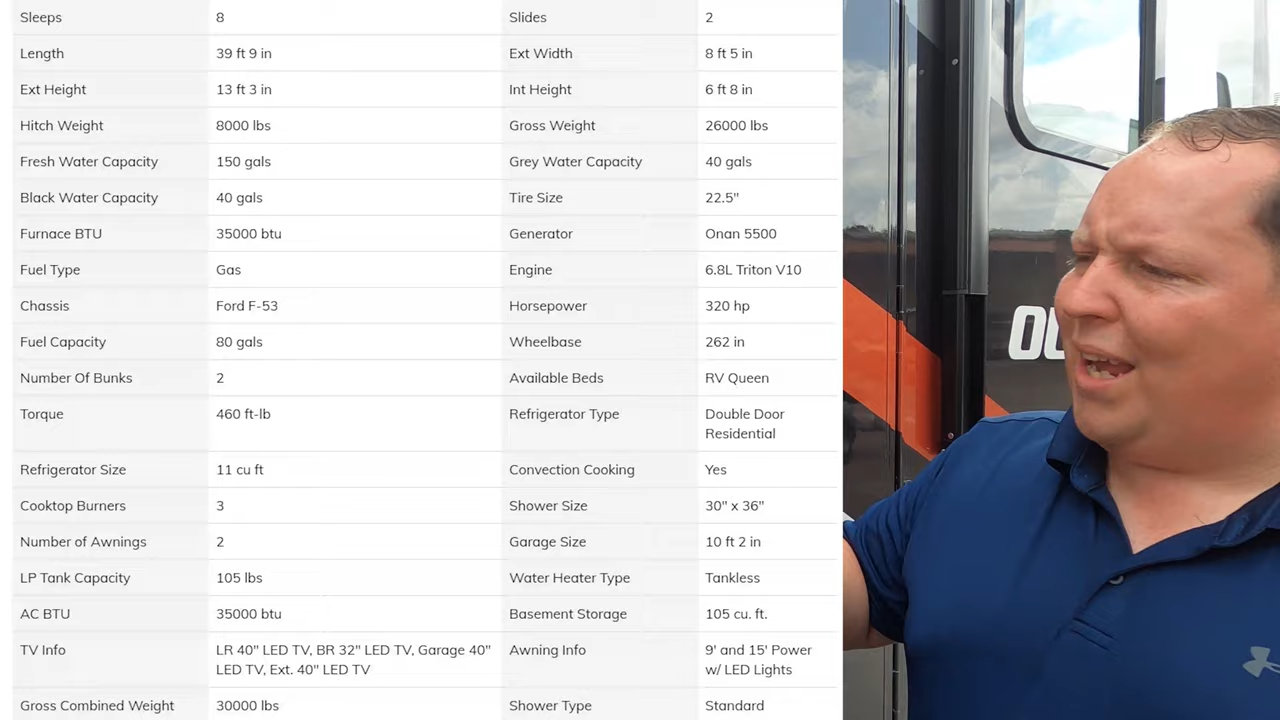 Sleeps 8 Slides 2
Length 39 ft 9 in Ext Width 8 ft 5 in
Ext Height 13 ft 3 in Int Height 6 ft 8 in
Hitch Weight 8000 lbs Gross Weight 26000 lbs
Fresh Water Capacity 150 gals Grey Water Capacity 40 gals
Black Water Capacity 40 gals Tire Size 22.5"
Furnace BTU 35000 btu Generator Onan 5500
Fuel Type Gas Engine 6.8L Triton V10
Chassis Ford F-53 Horsepower 320 hp
Fuel Capacity 80 gals Wheelbase 262 in
Number Of Bunks 2 Available Beds RV Queen
Torque 460 ft-lb Refrigerator Type Double Door
Residential
Refrigerator Size 11 cu ft Convection Cooking Yes
Cooktop Burners 3 Shower Size 30" x 36"
Number of Awnings 2 Garage Size 10 ft 2 in
LP Tank Capacity 105 lbs Water Heater Type Tankless
AC BTU 35000 btu Basement Storage 105 cu. ft.
TV Info LR 40" LED TV, BR 32" LED TV, Garage 40" Awning Info 9' and 15' Power
LED TV, Ext. 40" LED TV w/ LED Lights
Gross Combined Weight 30000 lbs Shower Type Standard